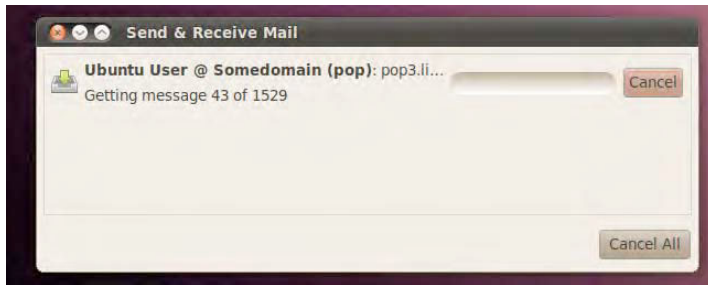 Send & Receive Mail
Ubuntu User @ Somedomain (pop): pop3.li...
Cancel
Getting message 43 of 1529
Cancel All